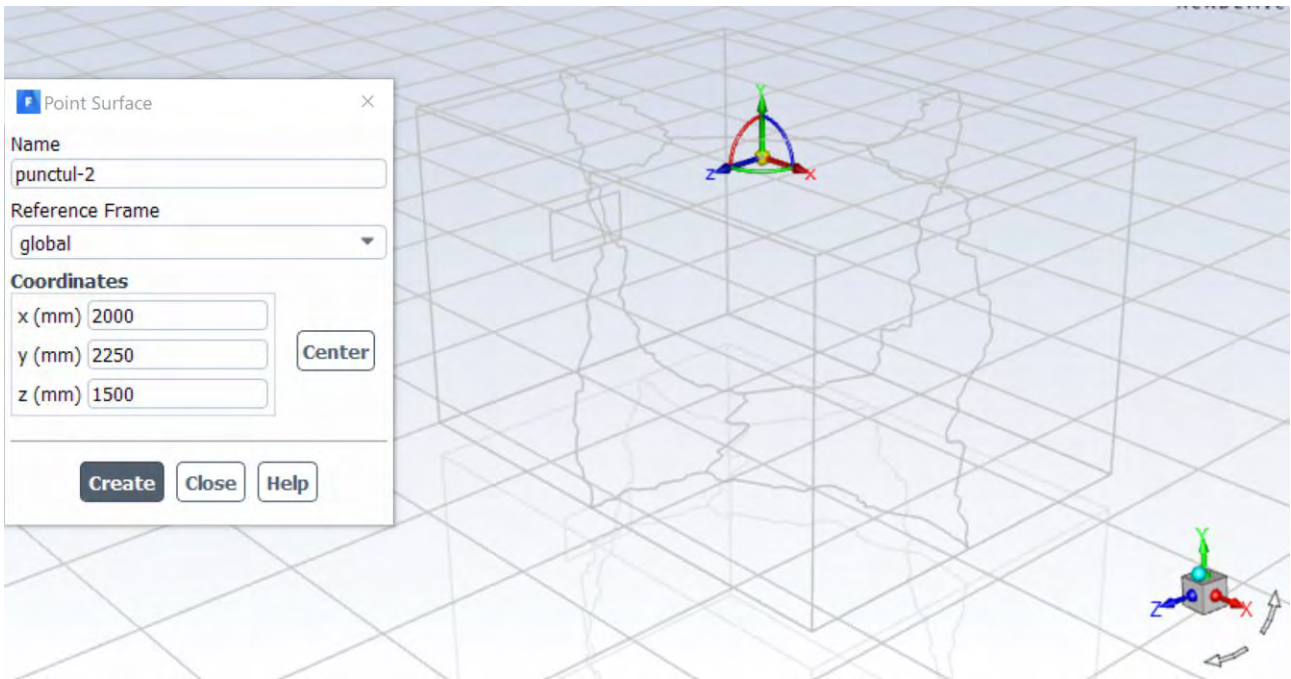 Point Surface
Name
punctul-2
Reference Frame
global
Coordinates
x (mm) 2000
y (mm) 2250
Center
z (mm) 1500
Create Close Help
Y
Z
X
Y
Z
X